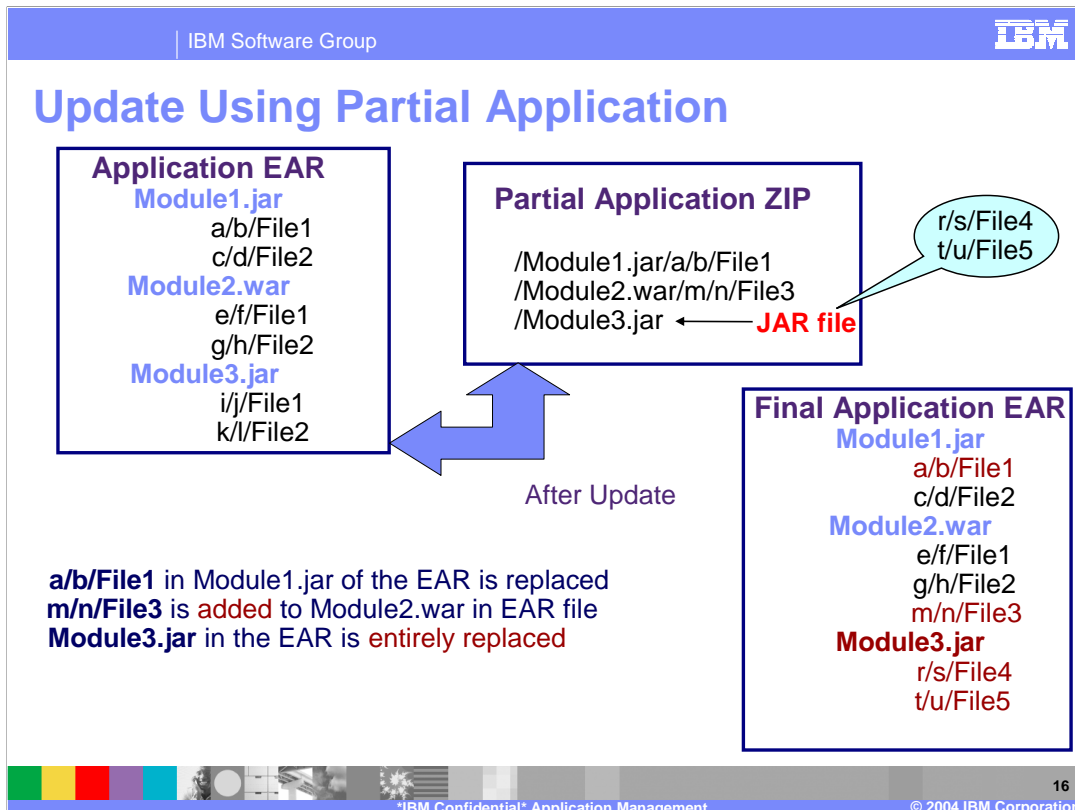 IBM Software Group
IBM
Update Using Partial Application
Application EAR
Module1.jar
a/b/File1
c/d/File2
Module2.war
e/f/File1
g/h/File2
Module3.jar
i/j/File1
k/l/File2
Partial Application ZIP
/Module1.jar/a/b/File1
/Module2.war/m/n/File3
/Module3.jar
JAR file
r/s/File4
t/u/File5
After Update
Final Application EAR
Module1.jar
a/b/File1
c/d/File2
Module2.war
e/f/File1
g/h/File2
m/n/File3
Module3.jar
r/s/File4
t/u/File5
a/b/File1 in Module1.jar of the EAR is replaced
m/n/File3 is added to Module2.war in EAR file
Module3.jar in the EAR is entirely replaced
16
*IBM Confidential* Application Management
© 2004 IBM Corporation